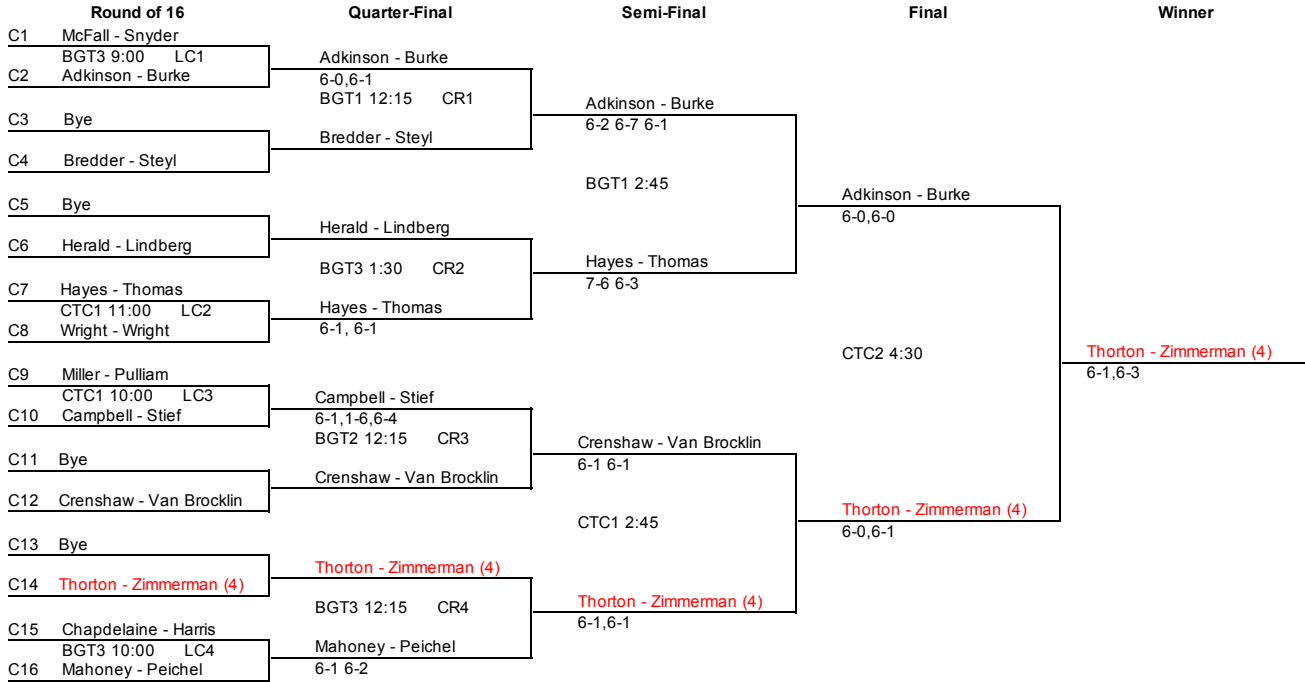 Round of 16 Quarter-Final Semi-Final Final Winner
C1 McFall - Snyder
BGT3 9:00 LC1
C2 Adkinson - Burke
C3 Bye
C4 Bredder - Steyl
C5 Bye
C6 Herald - Lindberg
C7 Hayes - Thomas
CTC1 11:00 LC2
C8 Wright - Wright
C9 Miller - Pulliam
CTC1 10:00 LC3
C10 Campbell - Stief
C11 Bye
C12 Crenshaw - Van Brocklin
C13 Bye
C14 Thorton - Zimmerman (4)
C15 Chapdelaine - Harris
BGT3 10:00 LC4
C16 Mahoney - Peichel
Adkinson - Burke
6-0,6-1
BGT1 12:15 CR1
Bredder - Steyl
Herald - Lindberg
BGT3 1:30 CR2
Hayes - Thomas
6-1, 6-1
Campbell - Stief
6-1,1-6,6-4
BGT2 12:15 CR3
Crenshaw - Van Brocklin
Thorton - Zimmerman (4)
BGT3 12:15 CR4
Mahoney - Peichel
6-1 6-2
Adkinson - Burke
6-2 6-7 6-1
BGT1 2:45
Hayes - Thomas
7-6 6-3
Crenshaw - Van Brocklin
6-1 6-1
CTC1 2:45
Thorton - Zimmerman (4)
6-1,6-1
Adkinson - Burke
6-0,6-0
CTC2 4:30
Thorton - Zimmerman (4)
6-0,6-1
Thorton - Zimmerman (4)
6-1,6-3